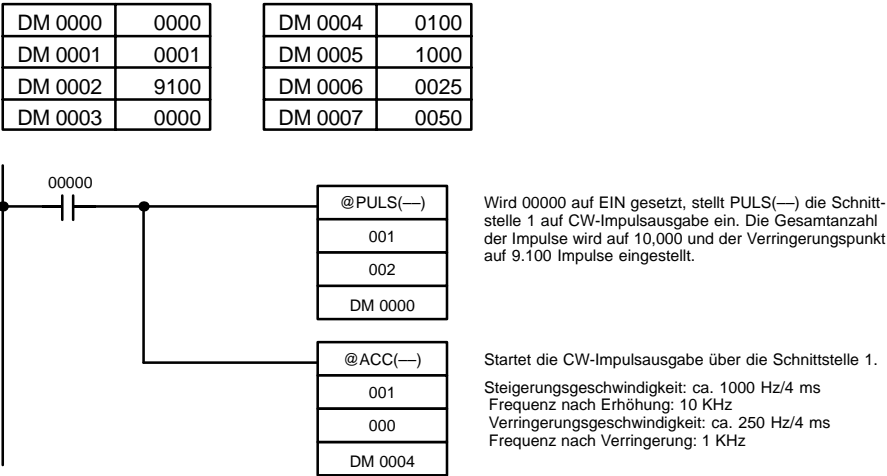 DM 0000 0000 DM 0004 0100
DM 0001 0001 DM 0005 1000
DM 0002 9100 DM 0006 0025
DM 0003 0000 DM 0007 0050
00000
@PULS(––)
001
002
DM 0000
Wird 00000 auf EIN gesetzt, stellt PULS(––) die Schnitt-
stelle 1 auf CW-Impulsausgabe ein. Die Gesamtanzahl
der Impulse wird auf 10,000 und der Verringerungspunkt
auf 9.100 Impulse eingestellt.
@ACC(––)
001
000
DM 0004
Startet die CW-Impulsausgabe über die Schnittstelle 1.
Steigerungsgeschwindigkeit: ca. 1000 Hz/4 ms
Frequenz nach Erhöhung: 10 KHz
Verringerungsgeschwindigkeit: ca. 250 Hz/4 ms
Frequenz nach Verringerung: 1 KHz